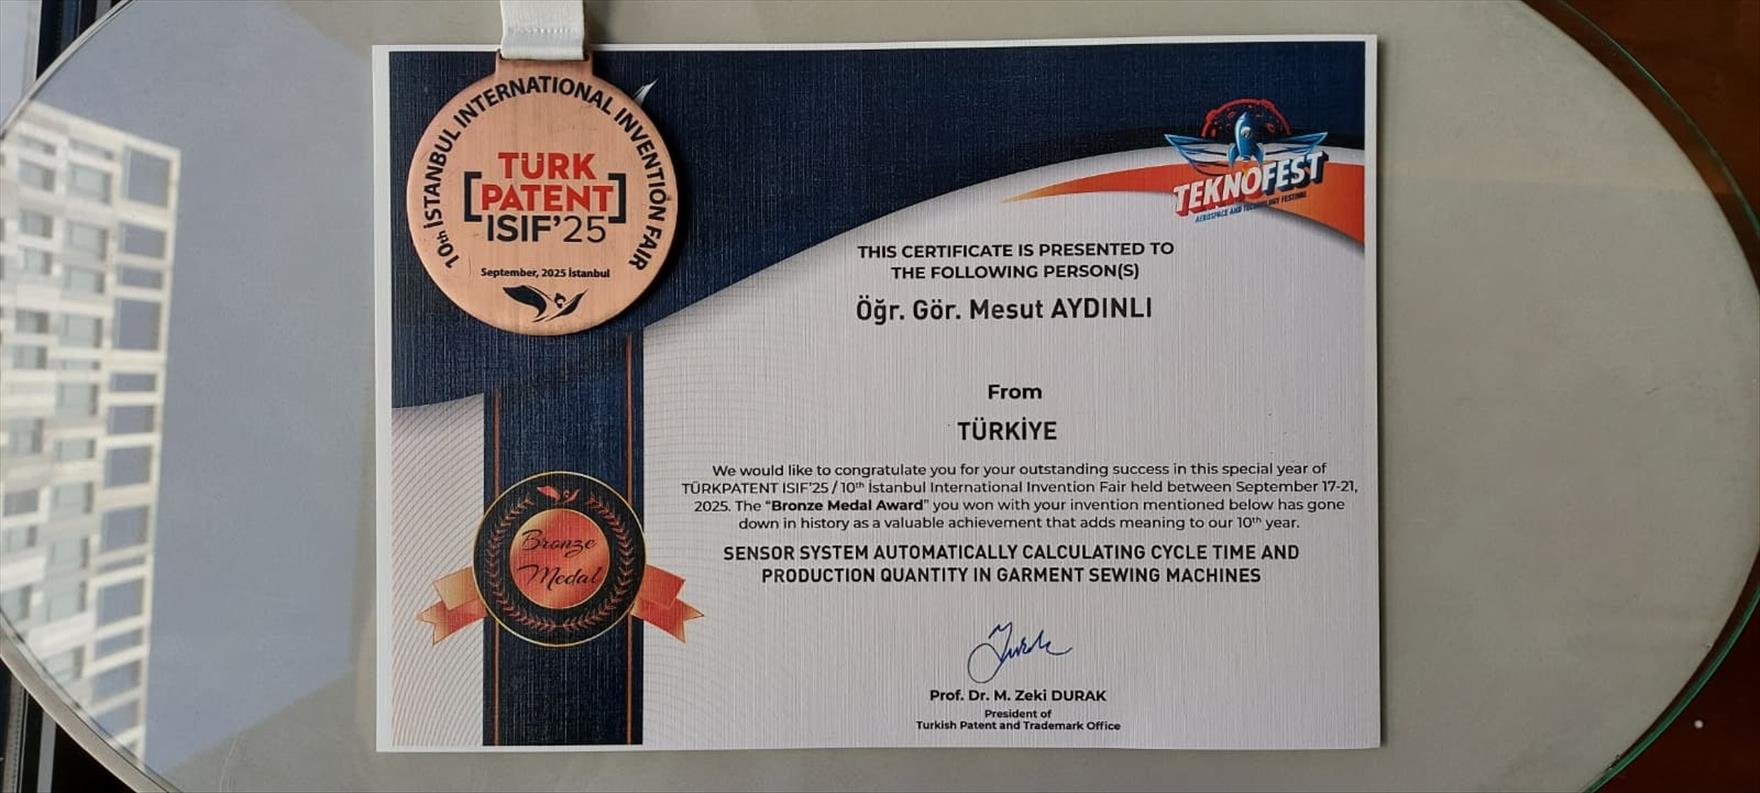 10th İSTANBUL INTERNATIONAL INVENTION FAIR
TÜRK
PATENT
ISIF'25
September, 2025 İstanbul
TEKNOFEST
AEROSPACE AND TECHNOLOGY FESTIVAL
THIS CERTIFICATE IS PRESENTED TO
THE FOLLOWING PERSON(S)
Öğr. Gör. Mesut AYDINLI
From
TÜRKİYE
We would like to congratulate you for your outstanding success in this special year of
TÜRKPATENT ISIF'25 / 10th İstanbul International Invention Fair held between September 17-21,
2025. The "Bronze Medal Award" you won with your invention mentioned below has gone
down in history as a valuable achievement that adds meaning to our 10th year.
SENSOR SYSTEM AUTOMATICALLY CALCULATING CYCLE TIME AND
PRODUCTION QUANTITY IN GARMENT SEWING MACHINES
Bronze
Medal
Prof. Dr. M. Zeki DURAK
President of
Turkish Patent and Trademark Office